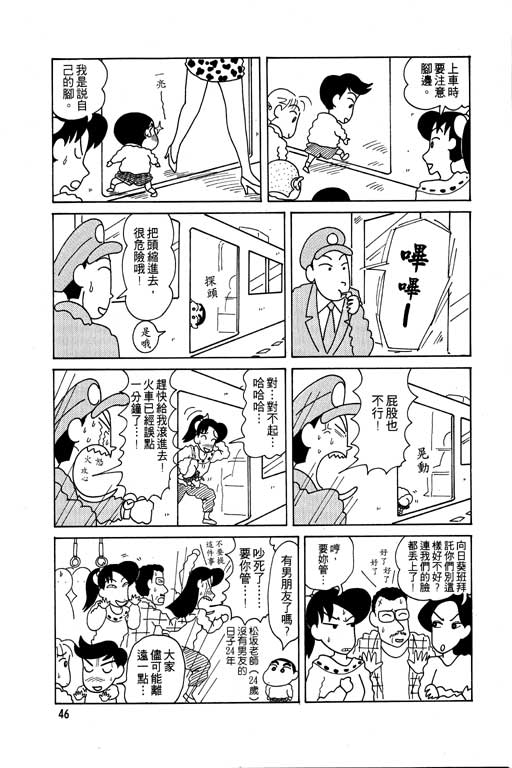 上車時
要注意
腳邊。
一亮
我是說自
己的腳。
嗶
嗶
探頭
把頭縮進去，
很危險哦！
是哦
屁股也
不行！
晃動
對…對不起…
哈哈哈…
趕快給我滾進去！
火車已經誤點
一分鐘了…！
怒
火
攻
心
向日葵班拜
託你們別這
樣好不好？
連我們的臉
都丟上了！
好了
好了
好了
哼，
要妳管…
有男朋友了嗎？
吵死了…
要你管！
不要提
這件事
松坂老師（24歲）
沒有男友的
日子24年
大家
儘可能離
遠一點…
46